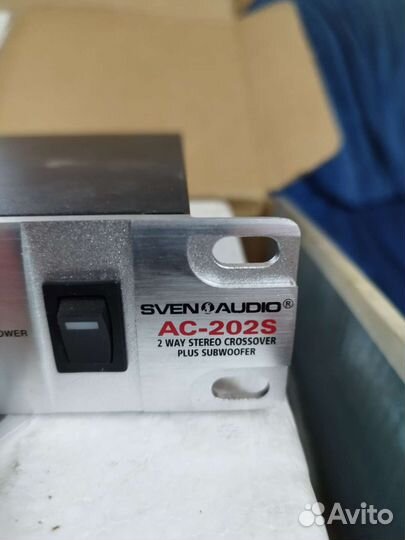 OWER
SVEN AUDIO®
AC-202S
2 WAY STEREO CROSSOVER
PLUS SUBWOOFER
Avito